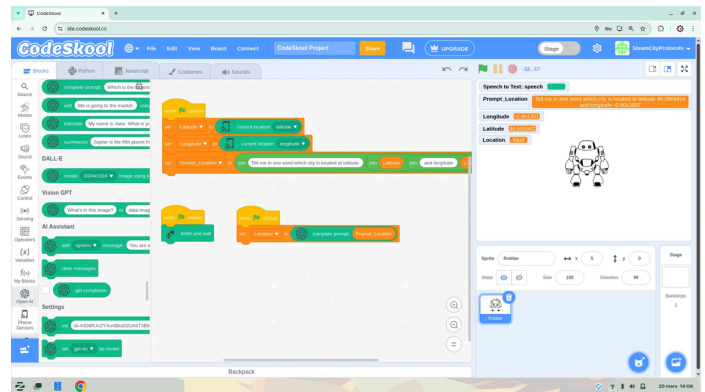 CodeSkool
ide.codeskool.cc
CodeSkool
File Edit View Board Connect
CodeSkool Project
Share
UPGRADE
Stage
SteamCityProtocols
Blocks
Python
Javascript
Costumes
Sounds
-22, -17
Search
Motion
Looks
Sound
Events
Control
Sensing
Operators
Variables
My Blocks
Open AI
Phone Sensors
complete prompt Which is the
edit We is going to the market.
translate My name is Jane. What is yo
summarize Jupiter is the fifth planet fr
DALL-E
create 1024x1024 image using p
Vision GPT
What's in this image? in data:imag
AI Assistant
add system message You are a
clear messages
get completion
Settings
set gpt-4o as model
when clicked
set Latitude to current location latitude
set Longitude to current location longitude
set Prompt_Location to join Tell me in one word which city is located at latitude join Latitude join and longitude
when clicked
listen and wait
when clicked
set Location to complete prompt Prompt_Location
Backpack
Speech to Text: speech
Prompt_Location
Tell me in one word which city is located at latitude
and longitude
Longitude
Latitude
Location
Sprite Robbie x 5 y 0
Show Size 100 Direction 90
Robbie
Stage
Backdrops
1
20 mars 14:06